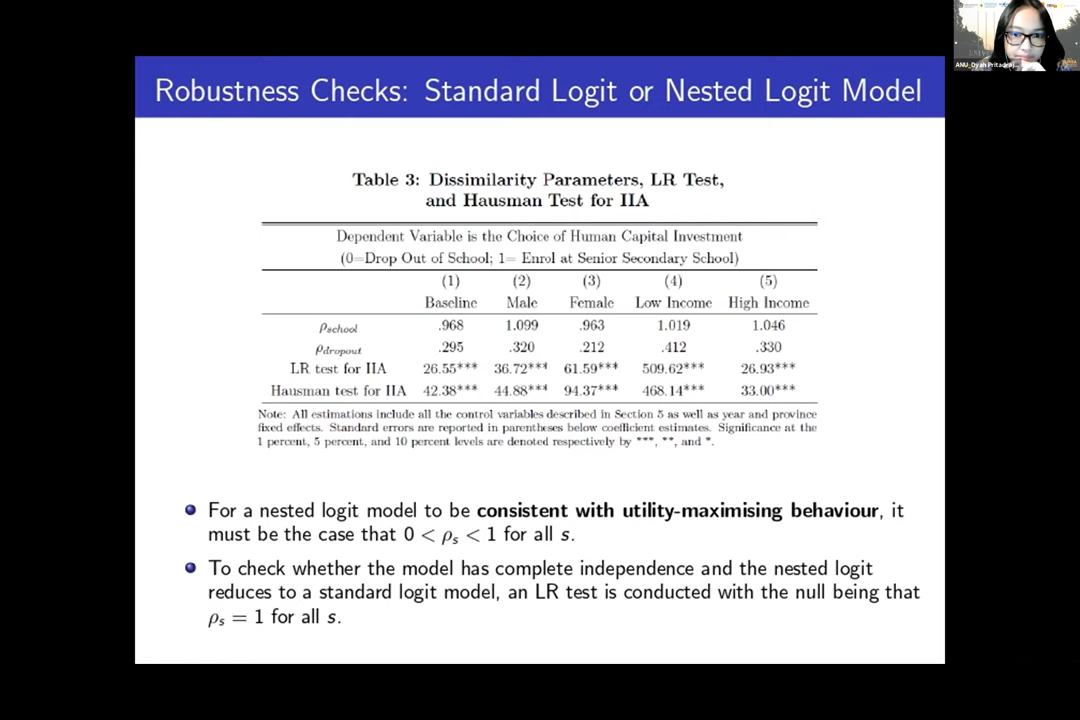 ANU_Dyah Pritadraj...
Robustness Checks: Standard Logit or Nested Logit Model
Table 3: Dissimilarity Parameters, LR Test,
and Hausman Test for IIA
Dependent Variable is the Choice of Human Capital Investment
(0=Drop Out of School; 1= Enrol at Senior Secondary School)
(1) (2) (3) (4) (5)
Baseline Male Female Low Income High Income
ρschool .968 1.099 .963 1.019 1.046
ρdropout .295 .320 .212 .412 .330
LR test for IIA 26.55*** 36.72*** 61.59*** 509.62*** 26.93***
Hausman test for IIA 42.38*** 44.88*** 94.37*** 468.14*** 33.00***
Note: All estimations include all the control variables described in Section 5 as well as year and province
fixed effects. Standard errors are reported in parentheses below coefficient estimates. Significance at the
1 percent, 5 percent, and 10 percent levels are denoted respectively by ***, **, and *.
For a nested logit model to be consistent with utility-maximising behaviour, it
must be the case that 0 < ρs < 1 for all s.
To check whether the model has complete independence and the nested logit
reduces to a standard logit model, an LR test is conducted with the null being that
ρs = 1 for all s.